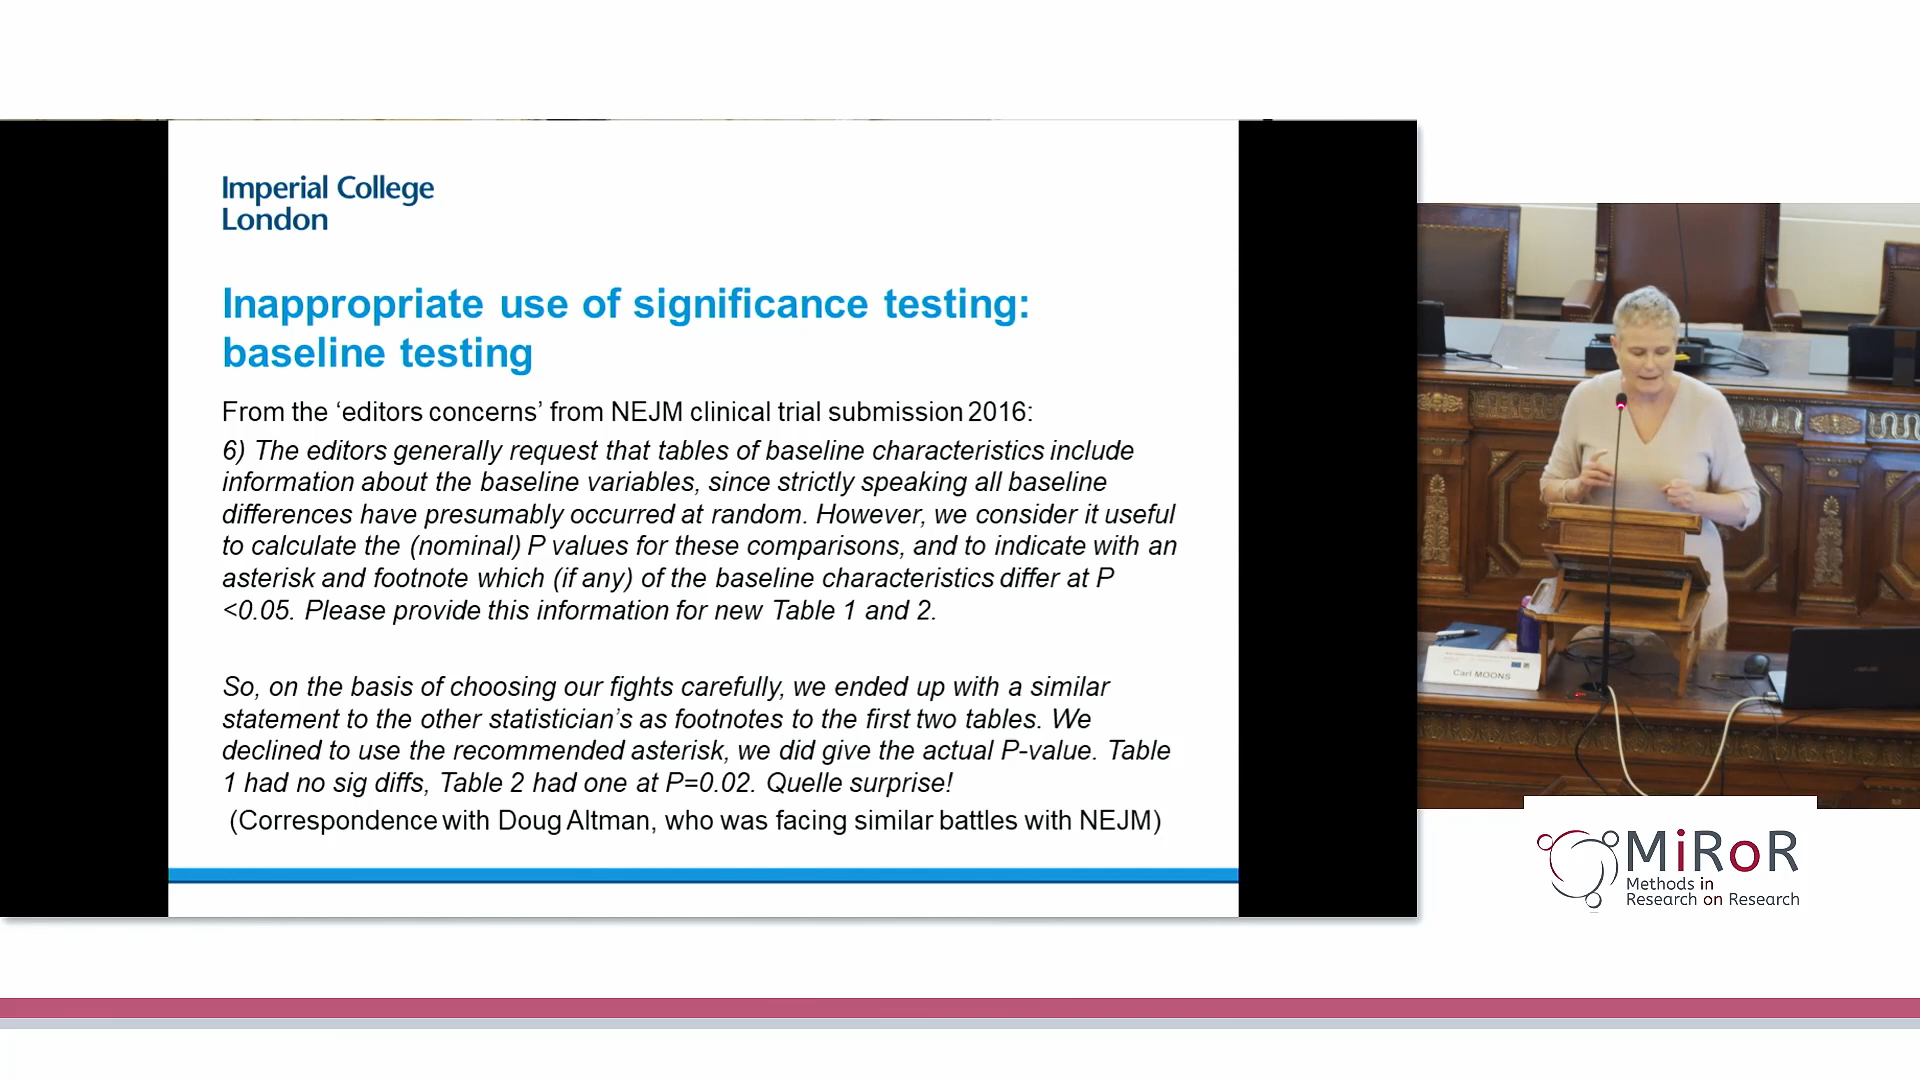 Imperial College
London
Inappropriate use of significance testing:
baseline testing
From the ‘editors concerns’ from NEJM clinical trial submission 2016:
6) The editors generally request that tables of baseline characteristics include
information about the baseline variables, since strictly speaking all baseline
differences have presumably occurred at random. However, we consider it useful
to calculate the (nominal) P values for these comparisons, and to indicate with an
asterisk and footnote which (if any) of the baseline characteristics differ at P
<0.05. Please provide this information for new Table 1 and 2.
So, on the basis of choosing our fights carefully, we ended up with a similar
statement to the other statistician’s as footnotes to the first two tables. We
declined to use the recommended asterisk, we did give the actual P-value. Table
1 had no sig diffs, Table 2 had one at P=0.02. Quelle surprise!
(Correspondence with Doug Altman, who was facing similar battles with NEJM)
Carl MOONS
MiRoR
Methods in
Research on Research